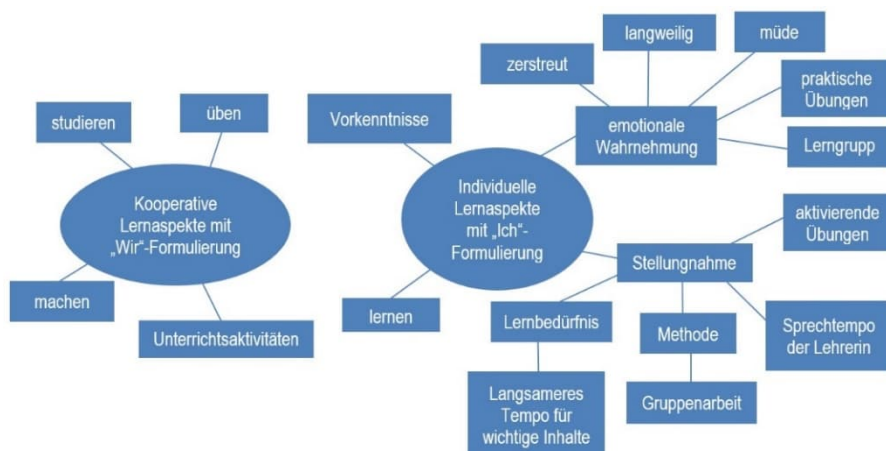 studieren
üben
Kooperative
Lernaspekte mit
„Wir“-Formulierung
machen
Unterrichtsaktivitäten
Vorkenntnisse
Individuelle
Lernaspekte
mit „Ich“-
Formulierung
lernen
zerstreut
langweilig
müde
emotionale
Wahrnehmung
praktische
Übungen
Lerngrupp
aktivierende
Übungen
Stellungnahme
Lernbedürfnis
Methode
Sprechtempo
der Lehrerin
Langsameres
Tempo für
wichtige Inhalte
Gruppenarbeit